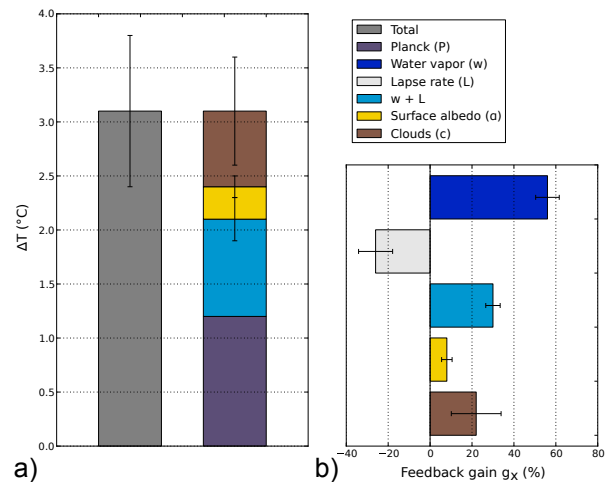 4.0
3.5
3.0
2.5
2.0
1.5
1.0
0.5
0.0
ΔT (°C)
a)
Total
Planck (P)
Water vapor (w)
Lapse rate (L)
w + L
Surface albedo (α)
Clouds (c)
−40 −20 0 20 40 60 80
b) Feedback gain gx (%)